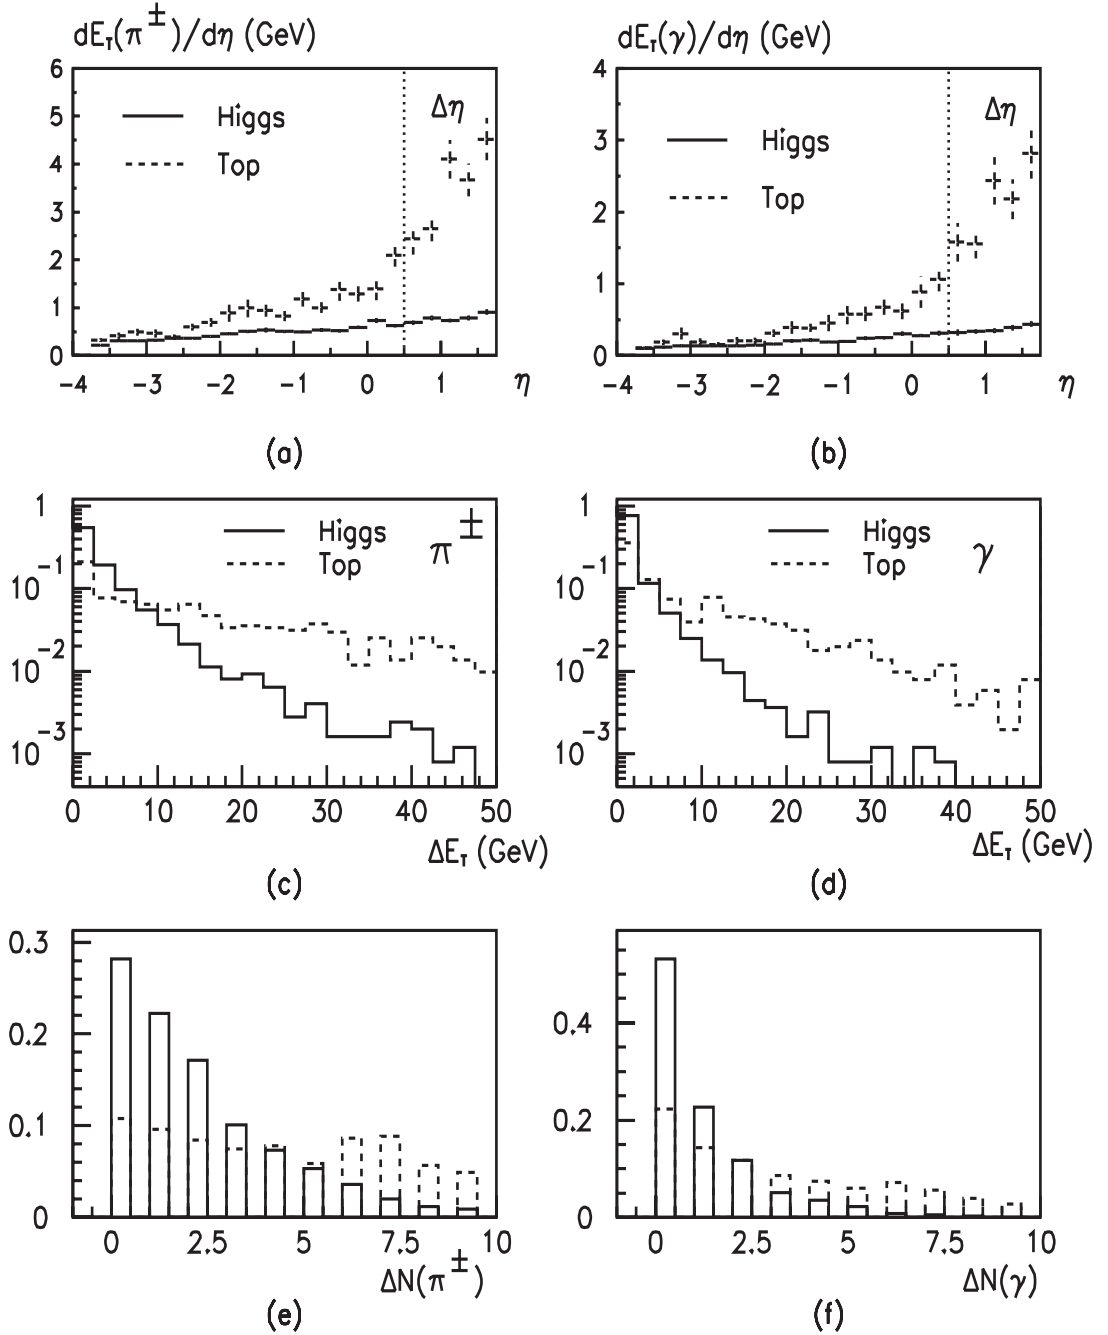 dE_T(π^±)/dη (GeV)
6
5
4
3
2
1
0
Higgs
Top
Δη
-4 -3 -2 -1 0 1 η
(a)
dE_T(γ)/dη (GeV)
4
3
2
1
0
Higgs
Top
Δη
-4 -3 -2 -1 0 1 η
(b)
1
10^-1
10^-2
10^-3
Higgs
Top
π^±
0 10 20 30 40 50
ΔE_T (GeV)
(c)
1
10^-1
10^-2
10^-3
Higgs
Top
γ
0 10 20 30 40 50
ΔE_T (GeV)
(d)
0.3
0.2
0.1
0
0 2.5 5 7.5 10
ΔN(π^±)
(e)
0.4
0.2
0
0 2.5 5 7.5 10
ΔN(γ)
(f)